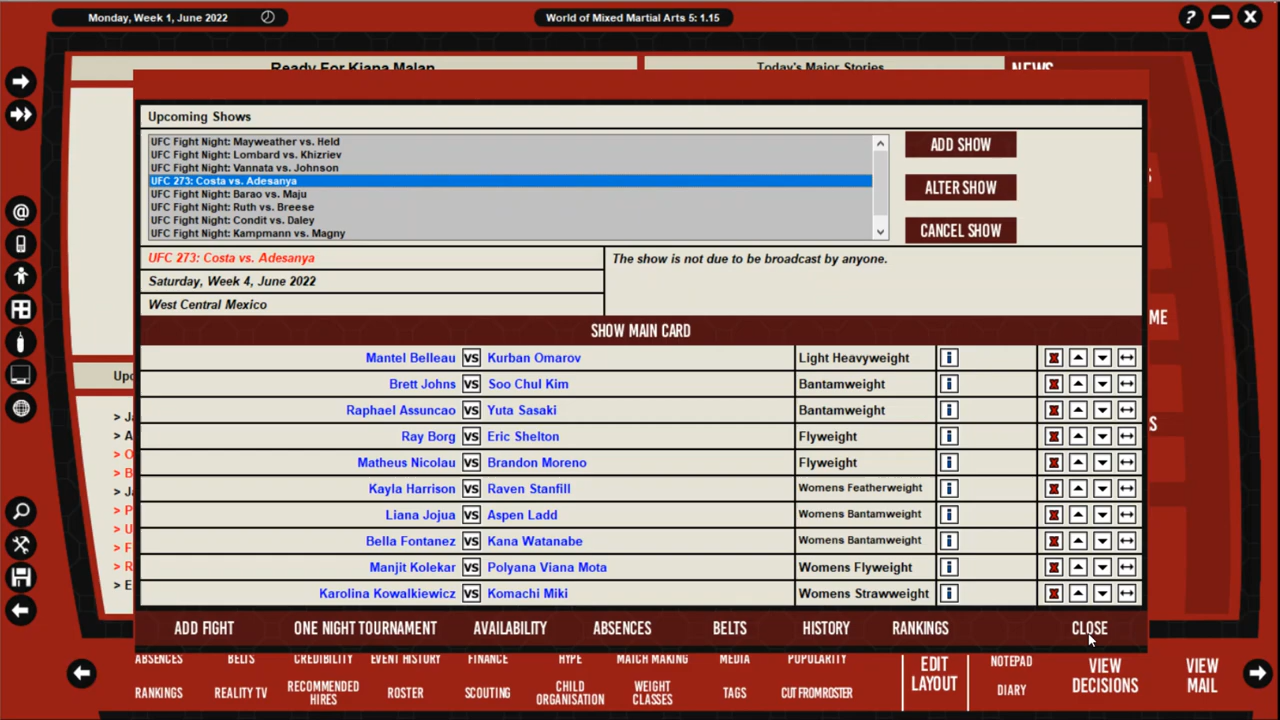 Monday, Week 1, June 2022
World of Mixed Martial Arts 5: 1.15
? X
Ready For Kiana Malan
Today's Major Stories
NEWS
Upcoming Shows
UFC Fight Night: Mayweather vs. Held
UFC Fight Night: Lombard vs. Khizriev
UFC Fight Night: Vannata vs. Johnson
UFC 273: Costa vs. Adesanya
UFC Fight Night: Barao vs. Maju
UFC Fight Night: Ruth vs. Breese
UFC Fight Night: Condit vs. Daley
UFC Fight Night: Kampmann vs. Magny
ADD SHOW
ALTER SHOW
CANCEL SHOW
UFC 273: Costa vs. Adesanya
The show is not due to be broadcast by anyone.
Saturday, Week 4, June 2022
West Central Mexico
SHOW MAIN CARD
Mantel Belleau VS Kurban Omarov Light Heavyweight i X
Brett Johns VS Soo Chul Kim Bantamweight i X
Raphael Assuncao VS Yuta Sasaki Bantamweight i X
Ray Borg VS Eric Shelton Flyweight i X
Matheus Nicolau VS Brandon Moreno Flyweight i X
Kayla Harrison VS Raven Stanfill Womens Featherweight i X
Liana Jojua VS Aspen Ladd Womens Bantamweight i X
Bella Fontanez VS Kana Watanabe Womens Bantamweight i X
Manjit Kolekar VS Polyana Viana Mota Womens Flyweight i X
Karolina Kowalkiewicz VS Komachi Miki Womens Strawweight i X
ADD FIGHT ONE NIGHT TOURNAMENT AVAILABILITY ABSENCES BELTS HISTORY RANKINGS CLOSE
@
S
ME
S
Upc
> J
> A
> O
> B
> J
> P
> U
> F
> R
> E
ABSENCES BELTS CREDIBILITY EVENT HISTORY FINANCE HYPE MATCH MAKING MEDIA POPULARITY
RANKINGS REALITY TV RECOMMENDED HIRES ROSTER SCOUTING CHILD ORGANISATION WEIGHT CLASSES TAGS CUT FROM ROSTER
EDIT LAYOUT
NOTEPAD
DIARY
VIEW DECISIONS
VIEW MAIL